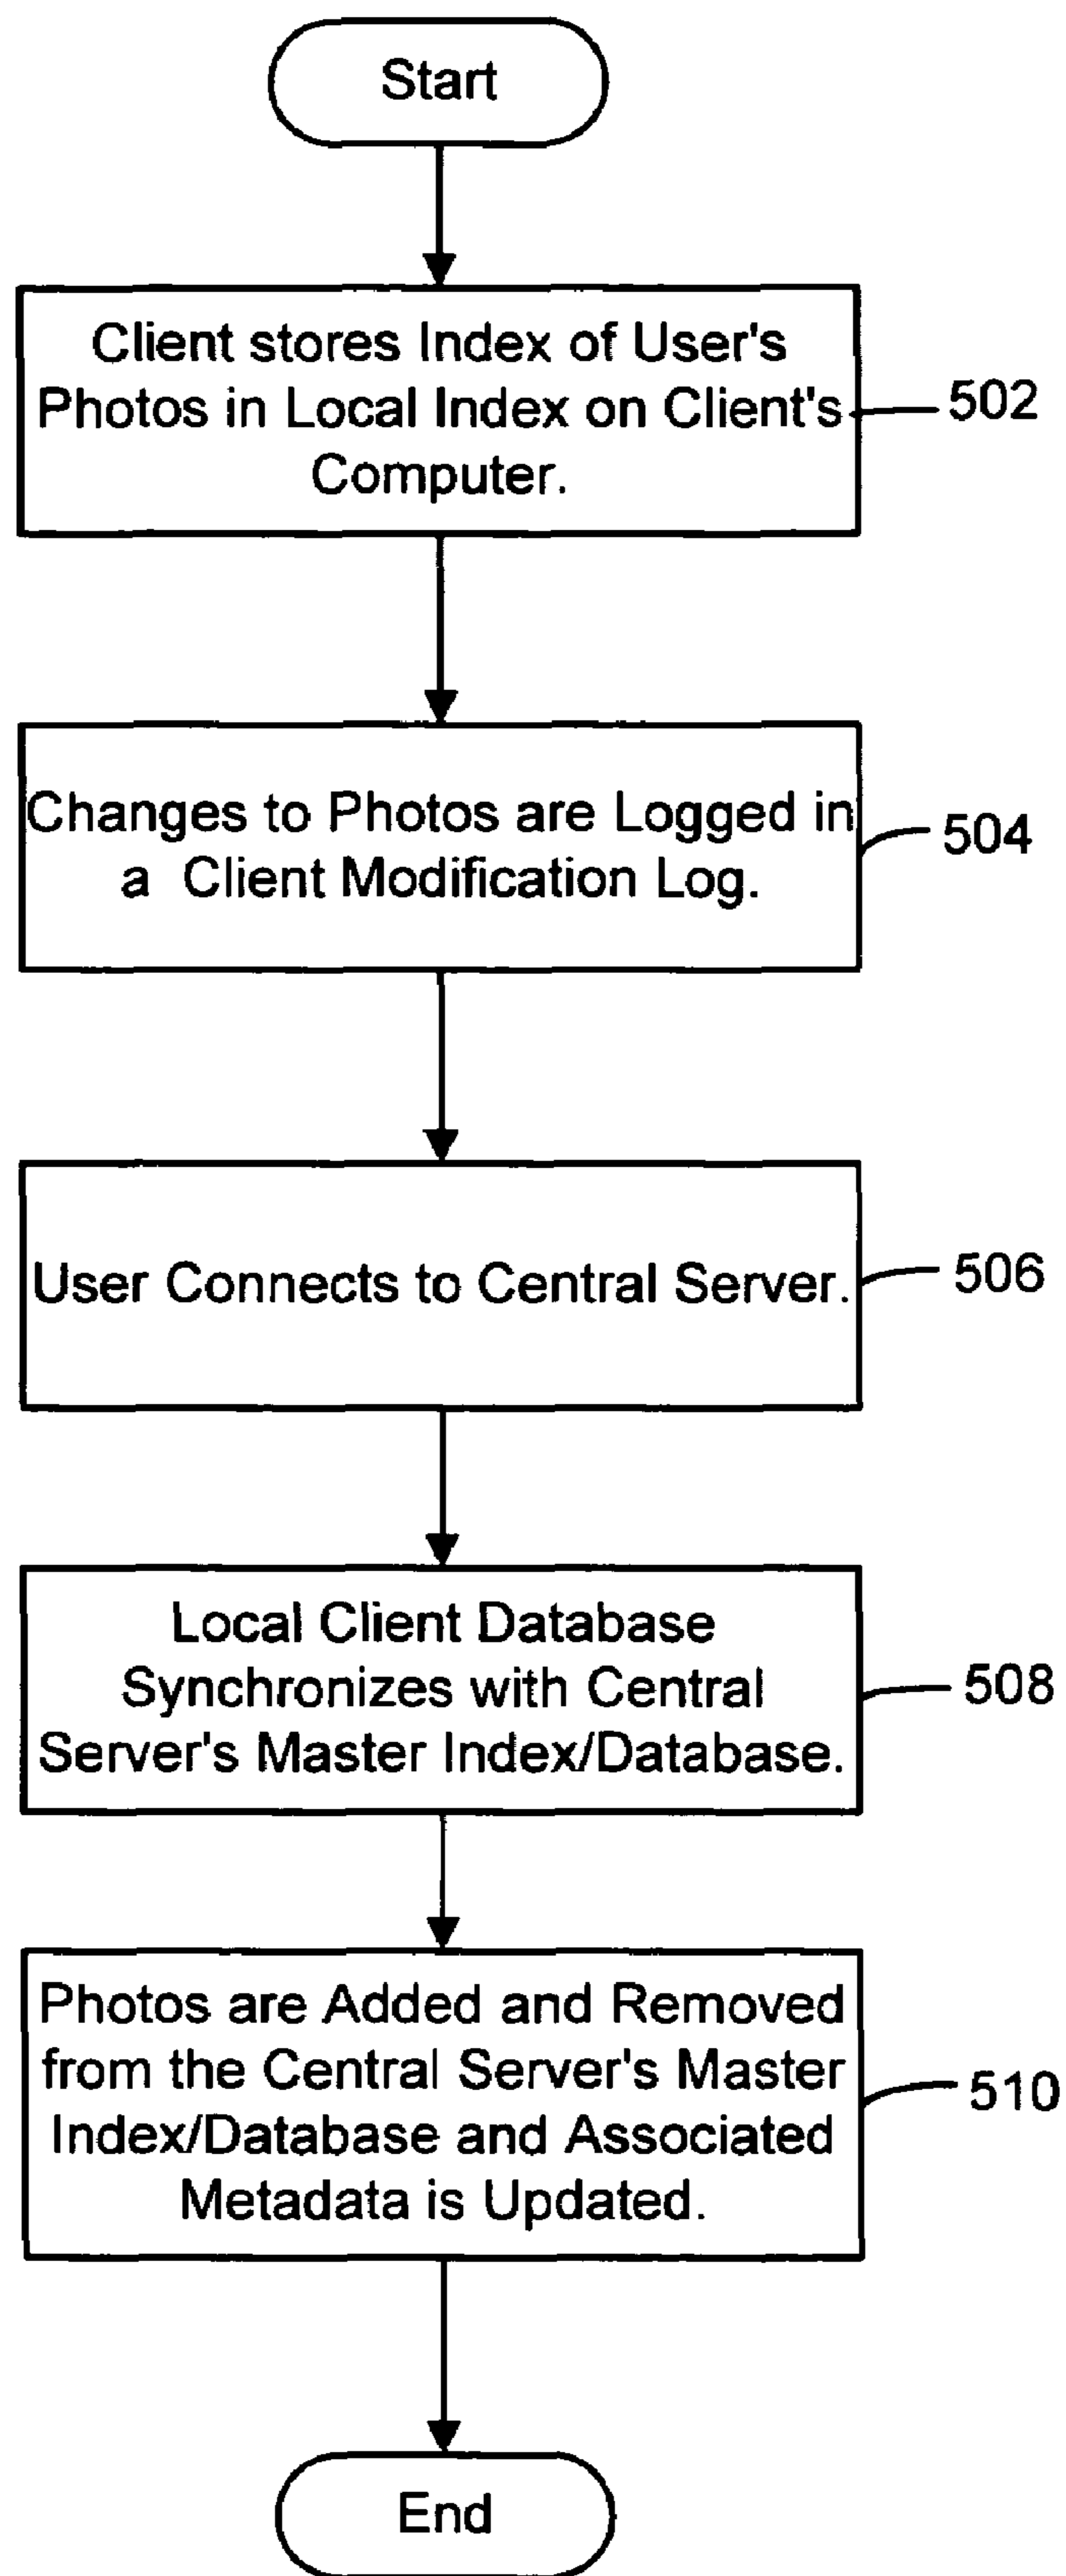 Start
Client stores Index of User's
Photos in Local Index on Client's
Computer.
502
Changes to Photos are Logged in
a Client Modification Log.
504
User Connects to Central Server.
506
Local Client Database
Synchronizes with Central
Server's Master Index/Database.
508
Photos are Added and Removed
from the Central Server's Master
Index/Database and Associated
Metadata is Updated.
510
End